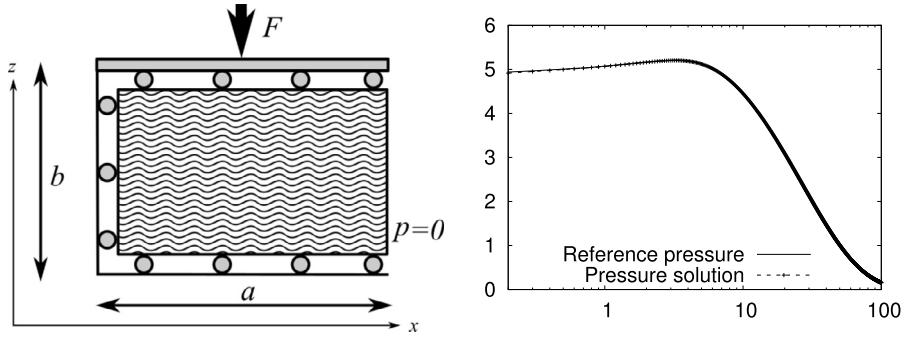 F
z
b
p=0
a
x
6
5
4
3
2
1
0
Reference pressure
Pressure solution
1 10 100